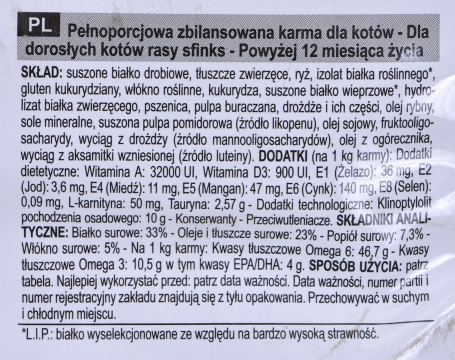 PL Pełnoporcjowa zbilansowana karma dla kotów - Dla
dorosłych kotów rasy sfinks - Powyżej 12 miesiąca życia
SKŁAD: suszone białko drobiowe, tłuszcze zwierzęce, ryż, izolat białka roślinnego*,
gluten kukurydziany, włókno roślinne, kukurydza, suszone białko wieprzowe*, hydro-
lizat białka zwierzęcego, pszenica, pulpa buraczana, drożdże i ich części, olej rybny,
sole mineralne, suszona pulpa pomidorowa (źródło likopenu), olej sojowy, fruktooligo-
sacharydy, wyciąg z drożdży (źródło mannooligosacharydów), olej z ogórecznika,
wyciąg z aksamitki wzniesionej (źródło luteiny). DODATKI (na 1 kg karmy): Dodatki
dietetyczne: Witamina A: 32000 UI, Witamina D3: 900 UI, E1 (Żelazo): 36 mg, E2
(Jod): 3,6 mg, E4 (Miedź): 11 mg, E5 (Mangan): 47 mg, E6 (Cynk): 140 mg, E8 (Selen):
0,09 mg, L-karnityna: 50 mg, Tauryna: 2,57 g - Dodatki technologiczne: Klinoptylolit
pochodzenia osadowego: 10 g - Konserwanty - Przeciwutleniacze. SKŁADNIKI ANALI-
TYCZNE: Białko surowe: 33% - Oleje i tłuszcze surowe: 23% - Popiół surowy: 7,3% -
Włókno surowe: 5% - Na 1 kg karmy: Kwasy tłuszczowe Omega 6: 46,7 g - Kwasy
tłuszczowe Omega 3: 10,5 g w tym kwasy EPA/DHA: 4 g. SPOSÓB UŻYCIA: patrz
tabela. Najlepiej wykorzystać przed: patrz data ważności. Data ważności, numer partii i
numer rejestracyjny zakładu znajdują się z tyłu opakowania. Przechowywać w suchym
i chłodnym miejscu.
*L.I.P.: białko wyselekcjonowane ze względu na bardzo wysoką strawność.